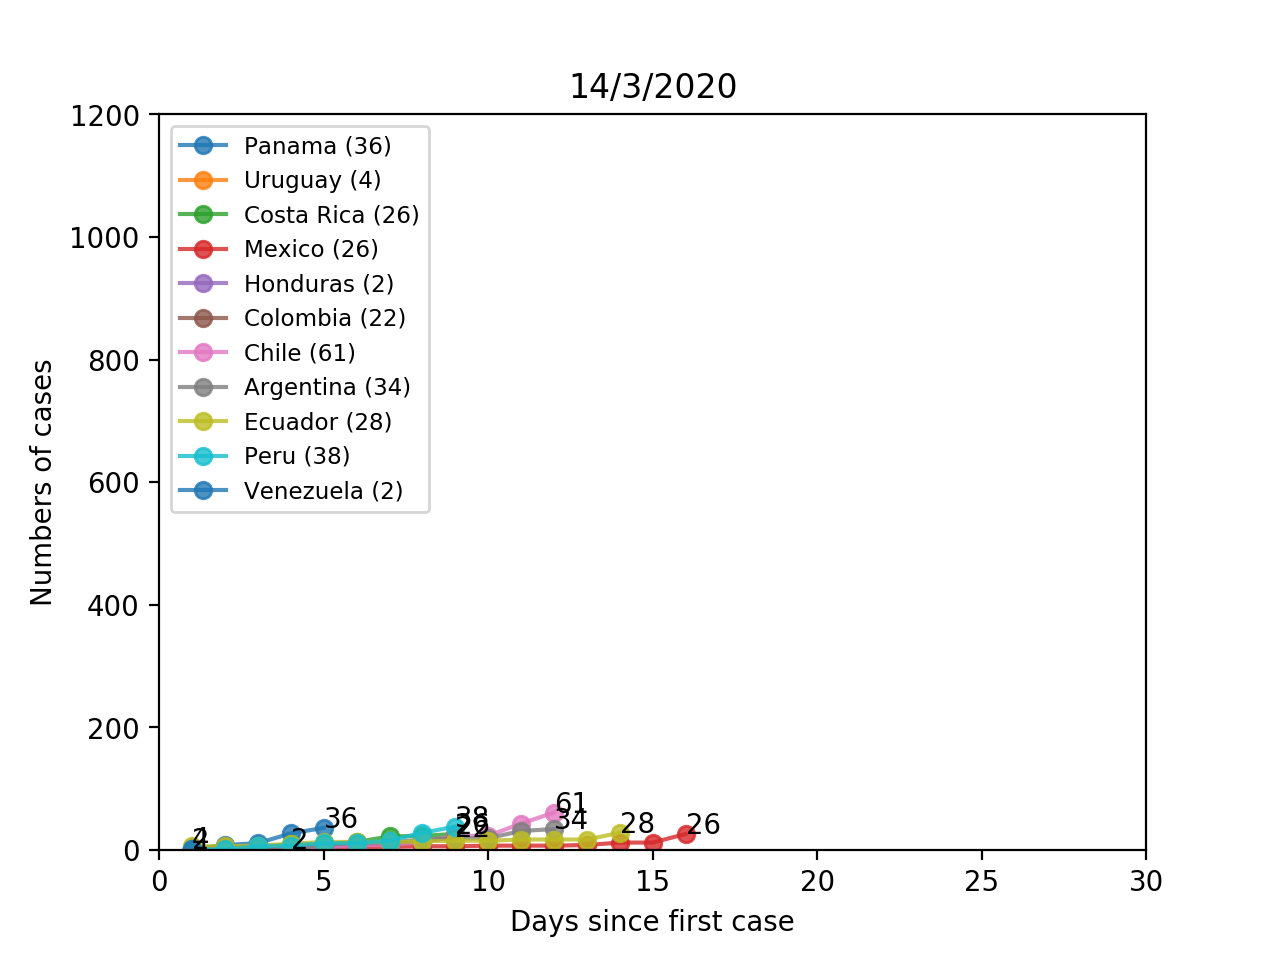 14/3/2020
1200
1000
800
600
400
200
0
Numbers of cases
Panama (36)
Uruguay (4)
Costa Rica (26)
Mexico (26)
Honduras (2)
Colombia (22)
Chile (61)
Argentina (34)
Ecuador (28)
Peru (38)
Venezuela (2)
2
36
38
61
34
28
26
0 5 10 15 20 25 30
Days since first case